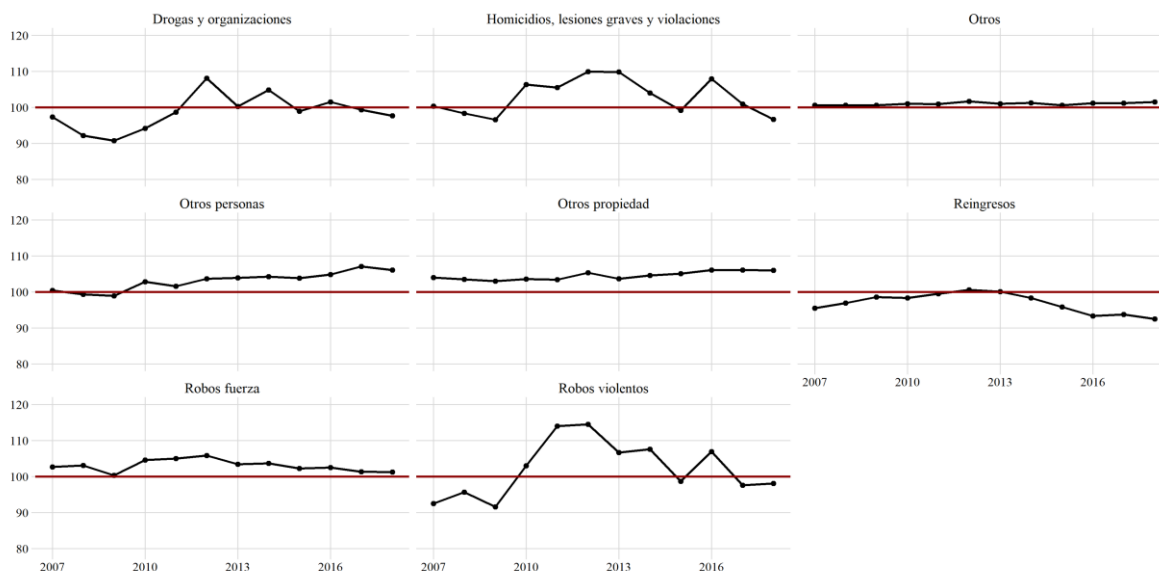 Drogas y organizaciones
Homicidios, lesiones graves y violaciones
Otros
120
110
100
90
80
Otros personas
Otros propiedad
Reingresos
120
110
100
90
80
2007 2010 2013 2016
Robos fuerza
Robos violentos
120
110
100
90
80
2007 2010 2013 2016
2007 2010 2013 2016